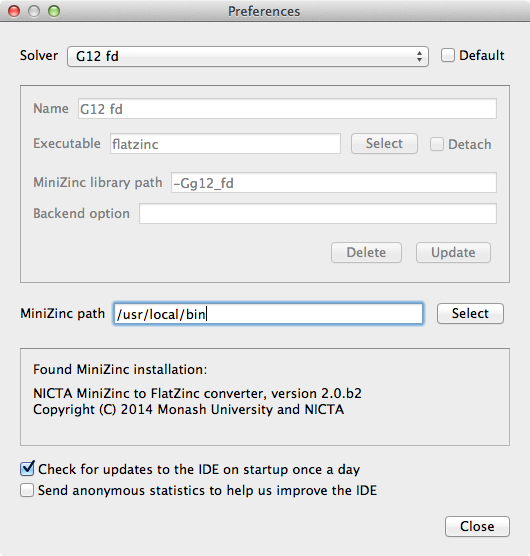 Preferences
Solver G12 fd Default
Name G12 fd
Executable flatzinc Select Detach
MiniZinc library path -Gg12_fd
Backend option
Delete Update
MiniZinc path /usr/local/bin Select
Found MiniZinc installation:
NICTA MiniZinc to FlatZinc converter, version 2.0.b2
Copyright (C) 2014 Monash University and NICTA
Check for updates to the IDE on startup once a day
Send anonymous statistics to help us improve the IDE
Close